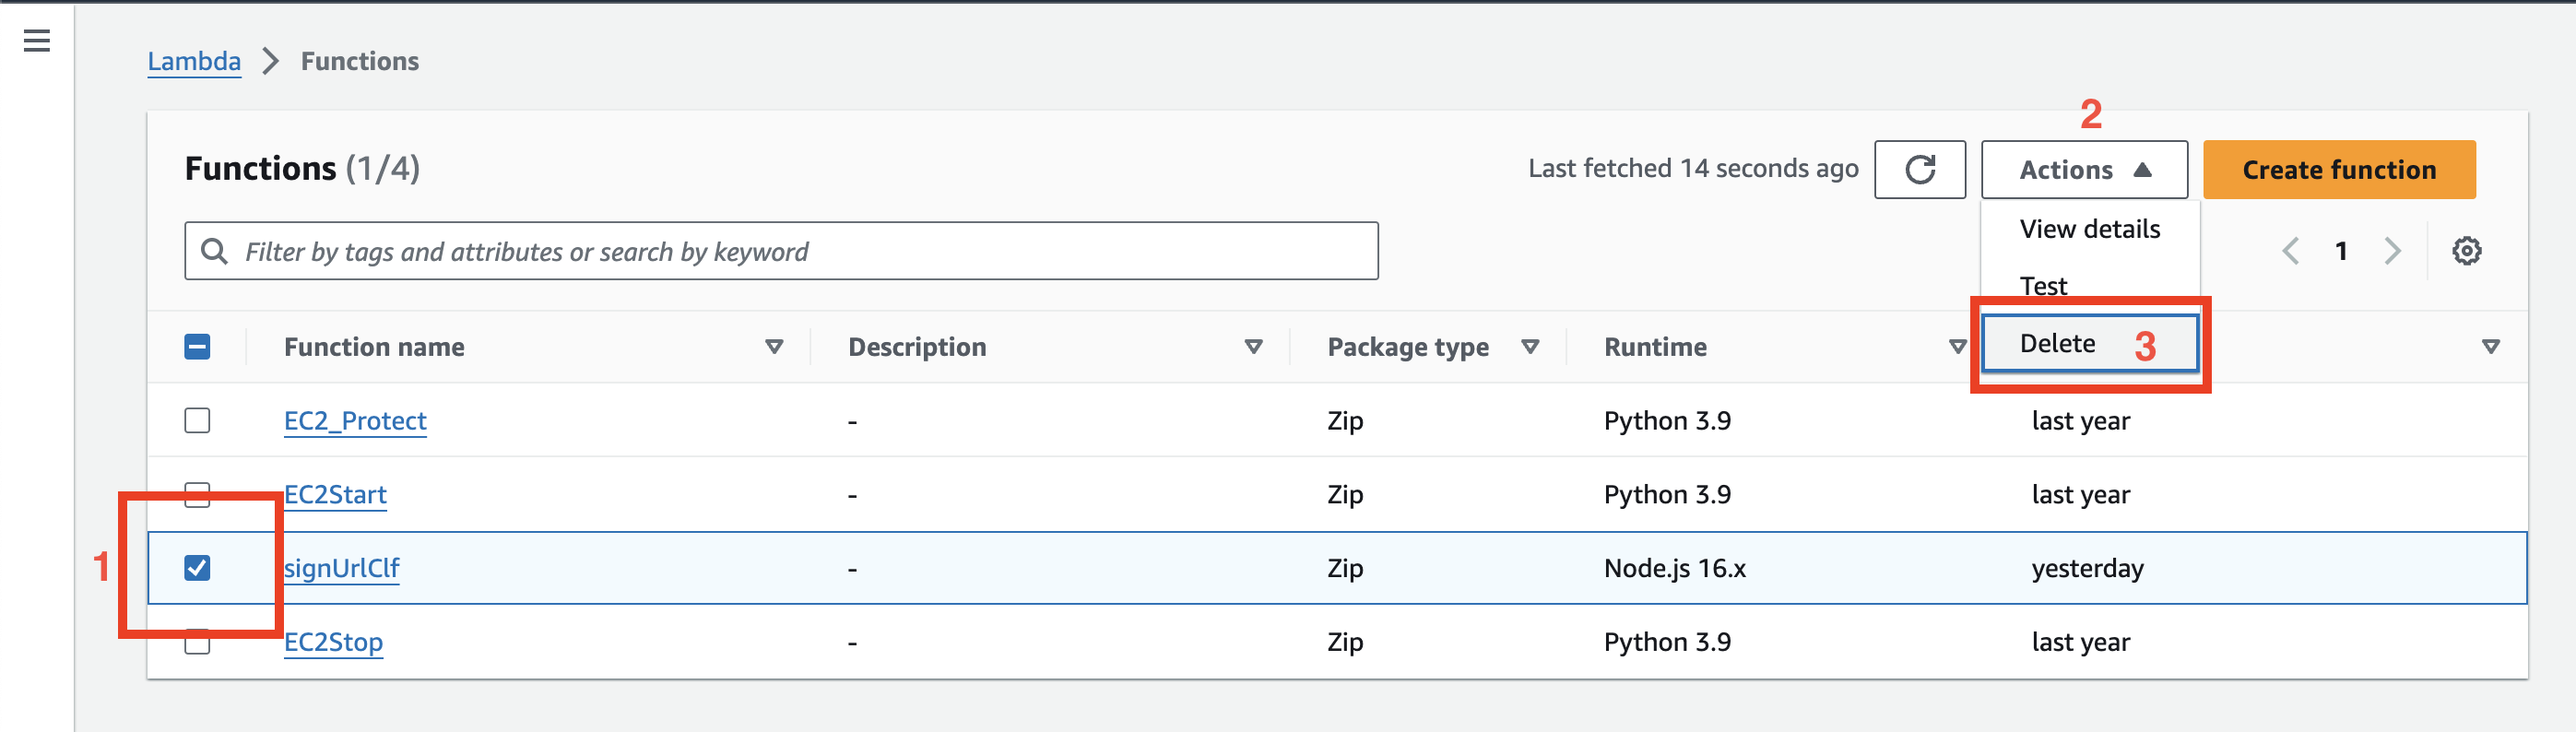 Lambda > Functions
2
Functions (1/4) Last fetched 14 seconds ago Actions Create function
Filter by tags and attributes or search by keyword View details 1
Test
Function name Description Package type Runtime Delete 3
EC2_Protect - Zip Python 3.9 last year
EC2Start - Zip Python 3.9 last year
1 signUrlClf - Zip Node.js 16.x yesterday
EC2Stop - Zip Python 3.9 last year